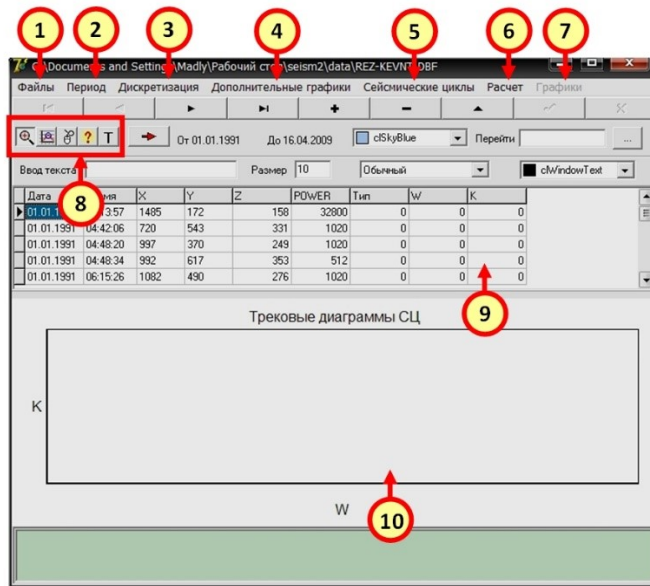 1 2 3 4 5 6 7
\Documents and Settings\Madly\Рабочий стол\seism2\data\REZ-KEVNT.DBF
Файлы Период Дискретизация Дополнительные графики Сейсмические циклы Расчет Графики
? T От 01.01.1991 До 16.04.2009 clSkyBlue Перейти ...
Ввод текста Размер 10 Обычный clWindowText
8
Дата X Y Z POWER Тип W K
01.01. 3:57 1485 172 158 32800 0 0 0
01.01.1991 04:42:06 720 543 331 1020 0 0 0
01.01.1991 04:48:20 997 370 249 1020 0 0 0
01.01.1991 04:48:34 992 617 353 512 0 0 0
01.01.1991 06:15:26 1082 490 276 1020 0 0 0
9
Трековые диаграммы СЦ
K
W
10